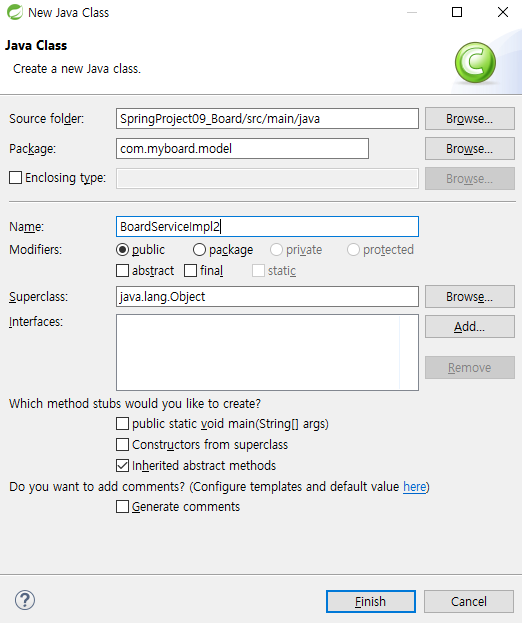 New Java Class
Java Class
Create a new Java class.
C
Source folder: SpringProject09_Board/src/main/java Browse...
Package: com.myboard.model Browse...
Enclosing type: Browse...
Name: BoardServiceImpl2
Modifiers: public package private protected
abstract final static
Superclass: java.lang.Object Browse...
Interfaces: Add...
Remove
Which method stubs would you like to create?
public static void main(String[] args)
Constructors from superclass
Inherited abstract methods
Do you want to add comments? (Configure templates and default value here)
Generate comments
? Finish Cancel